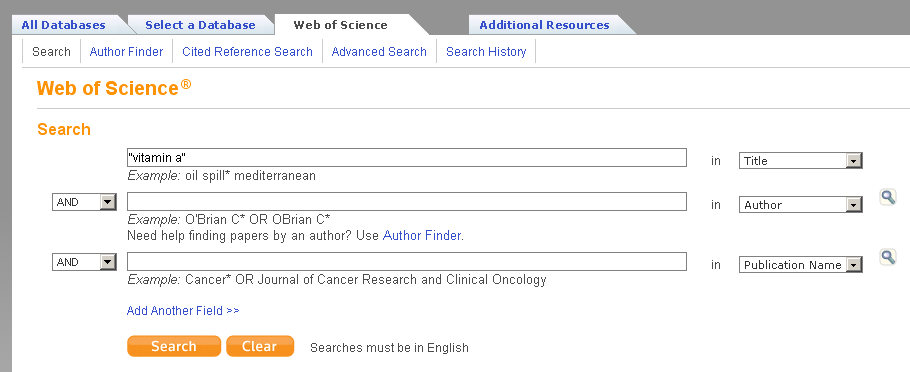 All Databases Select a Database Web of Science Additional Resources
Search Author Finder Cited Reference Search Advanced Search Search History
Web of Science®
Search
"vitamin a" in Title
Example: oil spill* mediterranean
AND in Author
Example: O'Brian C* OR OBrian C*
Need help finding papers by an author? Use Author Finder.
AND in Publication Name
Example: Cancer* OR Journal of Cancer Research and Clinical Oncology
Add Another Field >>
Search Clear Searches must be in English